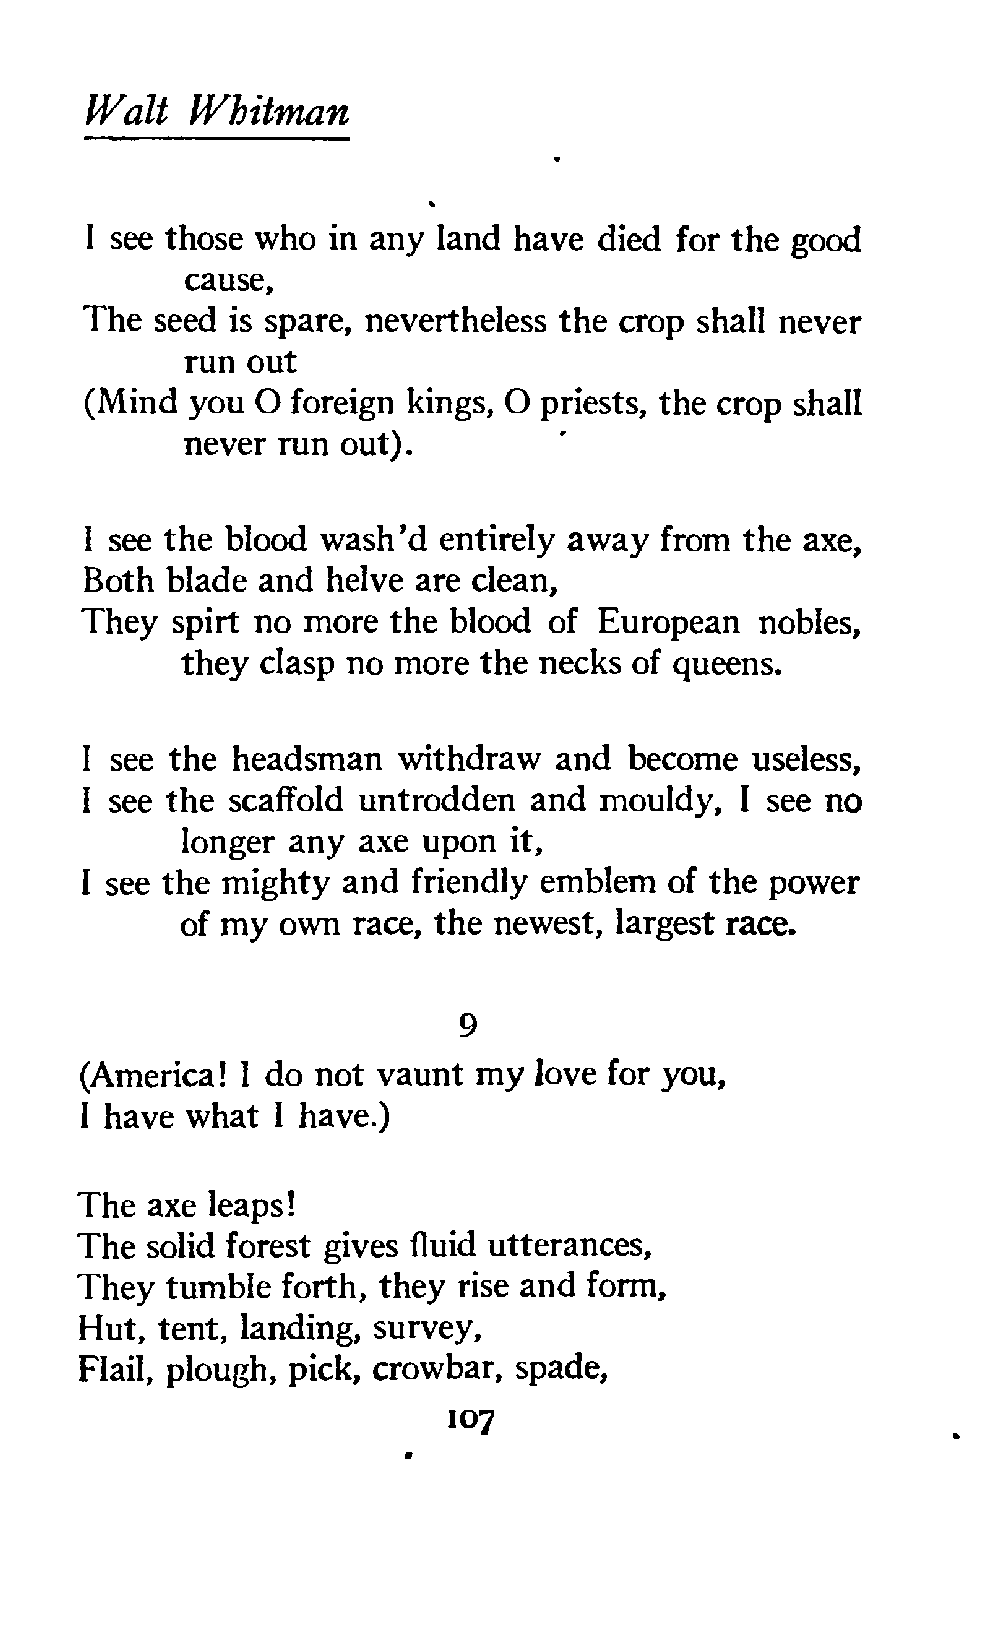 Walt Whitman
I see those who in any land have died for the good
cause,
The seed is spare, nevertheless the crop shall never
run out
(Mind you O foreign kings, O priests, the crop shall
never run out).
I see the blood wash'd entirely away from the axe,
Both blade and helve are clean,
They spirt no more the blood of European nobles,
they clasp no more the necks of queens.
I see the headsman withdraw and become useless,
I see the scaffold untrodden and mouldy, I see no
longer any axe upon it,
I see the mighty and friendly emblem of the power
of my own race, the newest, largest race.
9
(America! I do not vaunt my love for you,
I have what I have.)
The axe leaps!
The solid forest gives fluid utterances,
They tumble forth, they rise and form,
Hut, tent, landing, survey,
Flail, plough, pick, crowbar, spade,
107